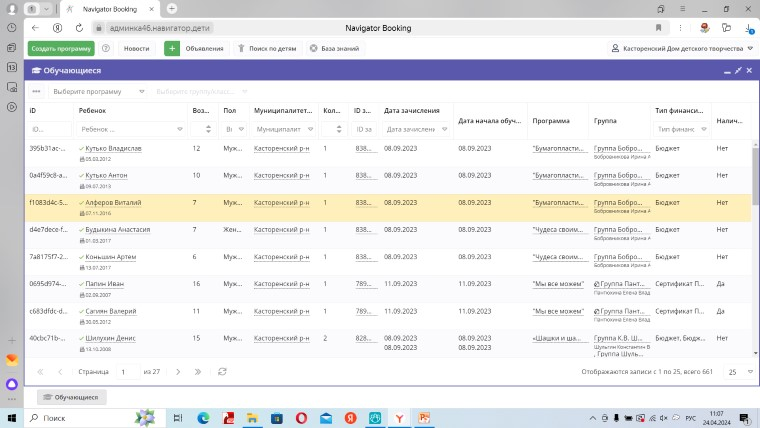 1
Navigator Booking
админка46.навигатор.дети
Navigator Booking
Создать программу
Новости
Объявления
Поиск по детям
База знаний
Касторенский Дом детского творчества
Обучающиеся
Выберите программу
Выберите группу/класс...
ID Ребенок Воз... Пол Муниципалитет... Кол... ID з... Дата зачисления Дата начала обуч... Программа Группа Тип финанси... Налич...
ID... Ребенок ... Муниципалит ID за Дата зачислени Тип финанс
395b31ac-... Кутько Владислав 12 Муж... Касторенский р-н 1 838... 08.09.2023 08.09.2023 "Бумагопласти... Группа Бобро... Бюджет Нет
05.03.2012 Бобровникова Ирина А
0a4f59c8-a... Кутько Антон 10 Муж... Касторенский р-н 1 838... 08.09.2023 08.09.2023 "Бумагопласти... Группа Бобро... Бюджет Нет
09.07.2013 Бобровникова Ирина А
f1083d4c-5... Алферов Виталий 7 Муж... Касторенский р-н 1 838... 08.09.2023 08.09.2023 "Бумагопласти... Группа Бобро... Бюджет Нет
07.11.2016 Бобровникова Ирина А
d4e7dece-f... Будыкина Анастасия 7 Жен... Касторенский р-н 1 838... 08.09.2023 08.09.2023 "Чудеса своим... Группа Бобро... Бюджет Нет
01.03.2017 Бобровникова Ирина А
7a8175f7-2... Коньшин Артем 6 Муж... Касторенский р-н 1 838... 08.09.2023 08.09.2023 "Чудеса своим... Группа Бобро... Бюджет Нет
13.07.2017 Бобровникова Ирина А
0695d974-... Папин Иван 16 Муж... Касторенский р-н 1 789... 11.09.2023 11.09.2023 "Мы все можем" Группа Пант... Сертификат П... Да
02.09.2007 Пантюхина Елена Влад
c683dfdc-d... Сагиян Валерий 11 Муж... Касторенский р-н 1 789... 11.09.2023 11.09.2023 "Мы все можем" Группа Пант... Сертификат П... Да
30.05.2012 Пантюхина Елена Влад
40cbc71b-... Шилухин Денис 15 Муж... Касторенский р-н 2 828... 08.09.2023 08.09.2023 «Шашки и ша... Группа К.В. Ш... Бюджет, Бюдж... Нет
13.10.2008 08.09.2023 08.09.2023 Шульгин Константин В
, Группа Шуль...
Страница 1 из 27
Отображаются записи с 1 по 25, всего 661
25
Обучающиеся
Поиск
РУС
11:07
24.04.2024